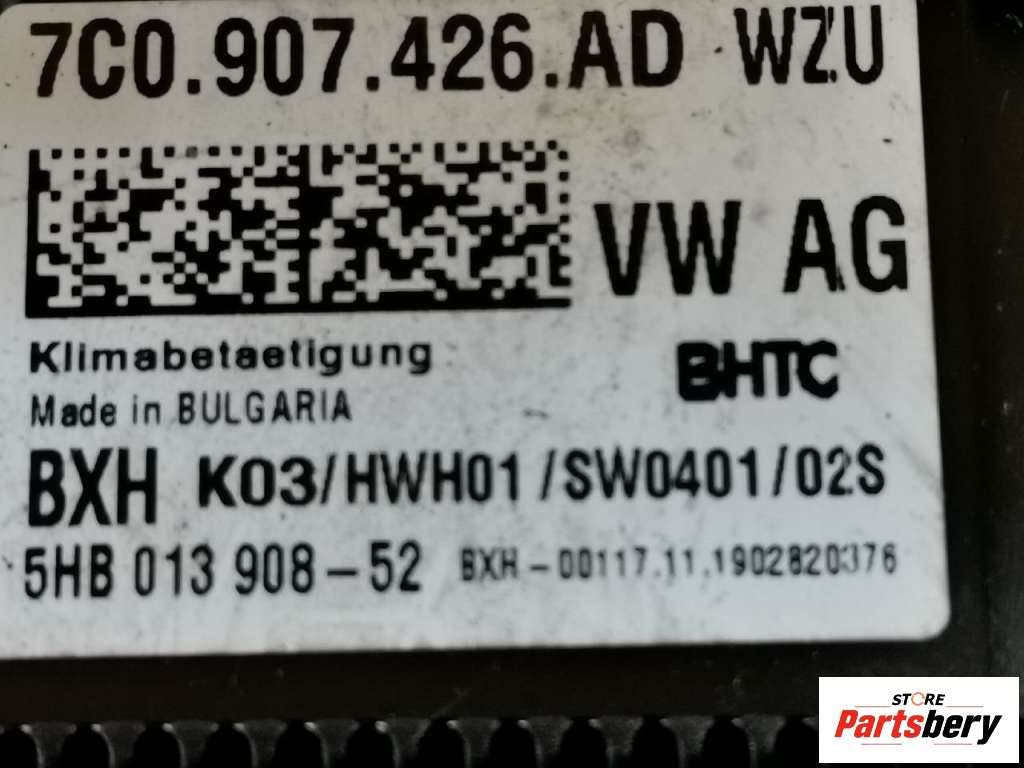 7C0.907.426.AD WZU
VW AG
Klimabetaetigung
BHTC
Made in BULGARIA
BXH K03/HWH01/SW0401/02S
5HB 013 908-52 BXH-00117.11.1902820376
STORE
Partsbery